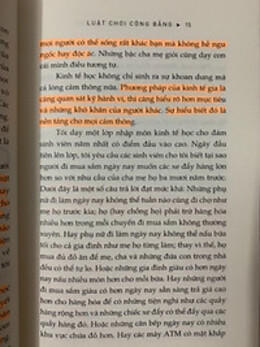 LUẬT CHƠI CÔNG BẰNG ▸ 15
mọi người có thể sống rất khác bạn mà không hề ngu
ngốc hay độc ác. Những bậc cha mẹ giỏi cũng dạy con
cái mình điều tương tự.
Kinh tế học không chỉ sinh ra sự khoan dung mà
cả lòng cảm thông nữa. Phương pháp của kinh tế gia là
càng quan sát kỹ hành vi, thì càng hiểu rõ hơn mục tiêu
và những khó khăn của người khác. Sự hiểu biết đó là
nền tảng cho mọi cảm thông.
Tôi dạy một lớp nhập môn kinh tế học cho đám
sinh viên năm nhất có điểm đầu vào cao. Ngày đầu
tiên lên lớp, tôi yêu cầu các sinh viên cho tôi biết tại sao
người đi mua sắm ngày nay muốn các xe đẩy hàng lớn
hơn so với nhu cầu của cha mẹ họ ba mươi năm trước.
Dưới đây là một số câu trả lời đạt mức khá: Những phụ
nữ đi làm ngày nay không thể tuần nào cũng đi chợ như
mẹ họ trước kia; họ (hay chồng họ) phải trữ hàng hóa
nhiều hơn trong mỗi chuyến đi mua sắm không thường
xuyên. Hay phụ nữ đi làm ngày nay không thể nấu bữa
tối cho cả gia đình như mẹ họ từng làm; thay vì thế, họ
mua đủ đồ ăn để mẹ, cha và những đứa con trong nhà
đều có thể tự lo. Hoặc những gia đình giàu có hơn ngày
nay nấu nhiều món hơn cho mỗi bữa. Hay những gia
đình giàu có hơn ngày nay sẵn sàng trả giá cao hơn
cho hàng hóa để có những tiện nghi như các quầy
hàng rộng hơn và những chiếc xe đẩy có thể đẩy qua các
quầy hàng đó. Hoặc những căn bếp ngày nay có nhiều
khu vực chứa đồ hơn. Hay các máy ATM có mặt khắp